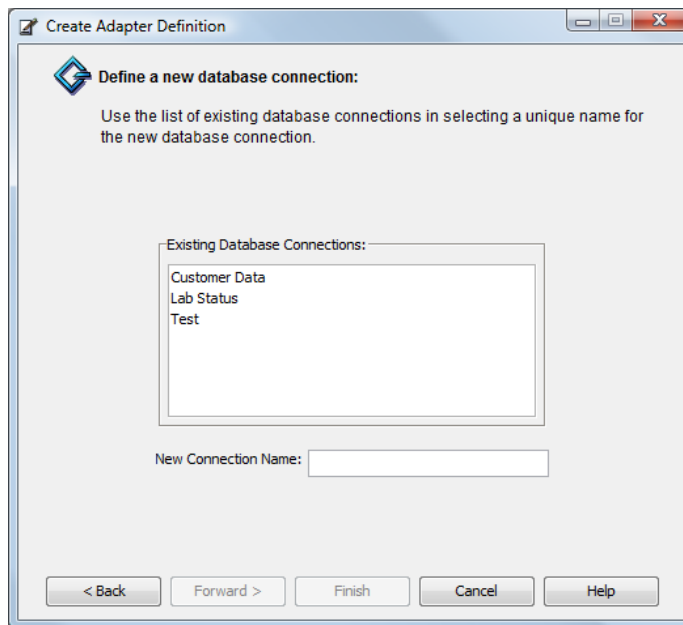 Create Adapter Definition
Define a new database connection:
Use the list of existing database connections in selecting a unique name for
the new database connection.
Existing Database Connections:
Customer Data
Lab Status
Test
New Connection Name:
< Back
Forward >
Finish
Cancel
Help